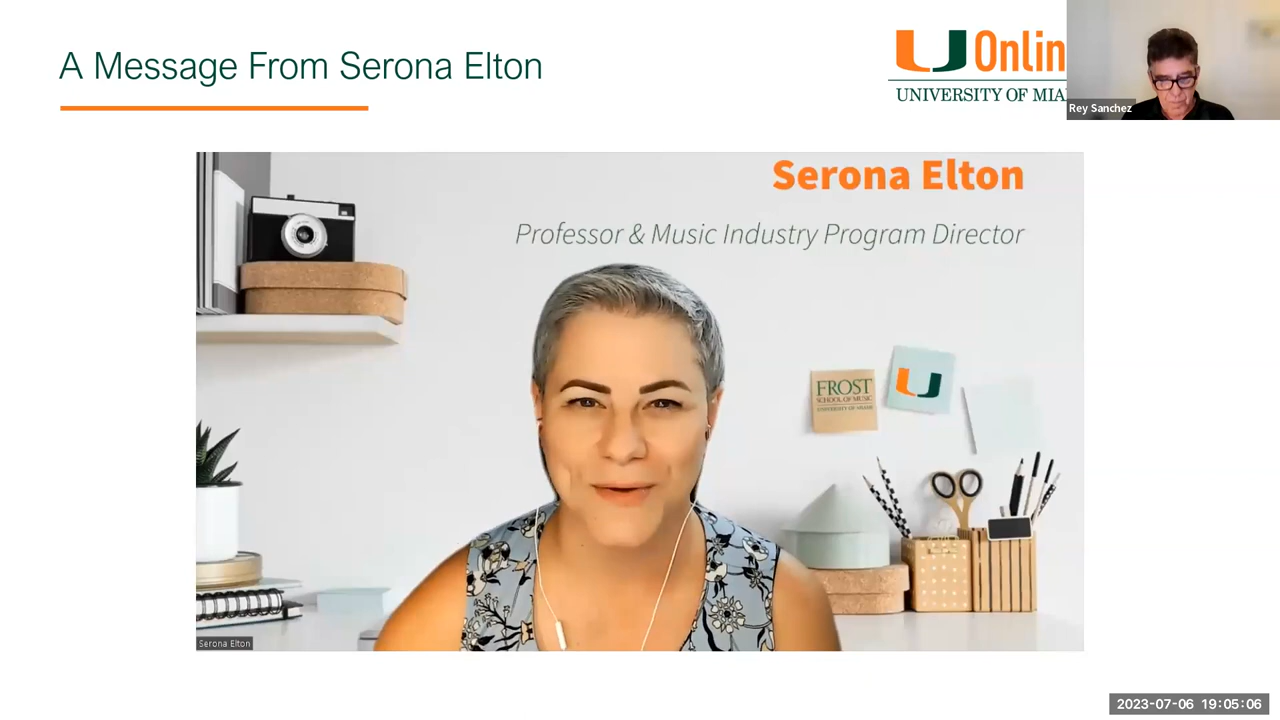 A Message From Serona Elton
U Onlin
UNIVERSITY OF MIA
Rey Sanchez
Serona Elton
Professor & Music Industry Program Director
FROST
SCHOOL OF MUSIC
UNIVERSITY OF MIAMI
U
Serona Elton
2023-07-06 19:05:06